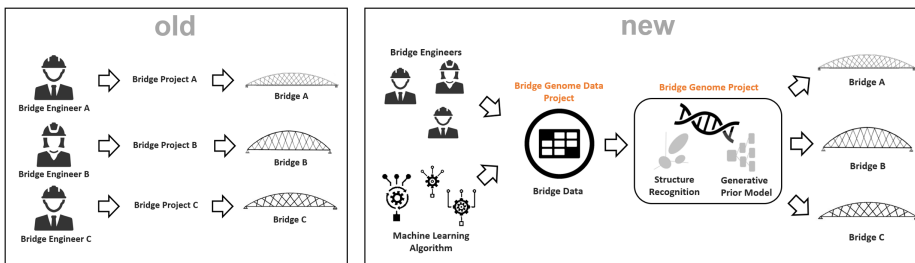 old
Bridge Engineer A
Bridge Project A
Bridge A
Bridge Engineer B
Bridge Project B
Bridge B
Bridge Engineer C
Bridge Project C
Bridge C
new
Bridge Engineers
Machine Learning
Algorithm
Bridge Genome Data
Project
Bridge Data
Bridge Genome Project
Structure
Recognition
Generative
Prior Model
Bridge A
Bridge B
Bridge C